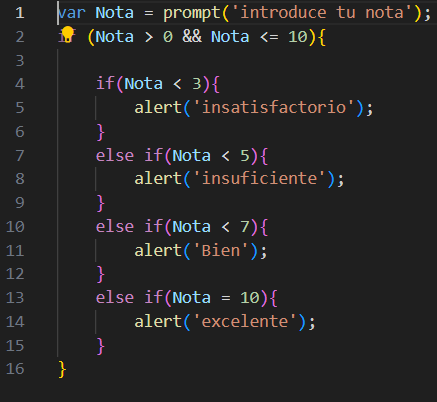 1 var Nota = prompt('introduce tu nota');
2 (Nota > 0 && Nota <= 10){
3
4 if(Nota < 3){
5 alert('insatisfactorio');
6 }
7 else if(Nota < 5){
8 alert('insuficiente');
9 }
10 else if(Nota < 7){
11 alert('Bien');
12 }
13 else if(Nota = 10){
14 alert('excelente');
15 }
16 }